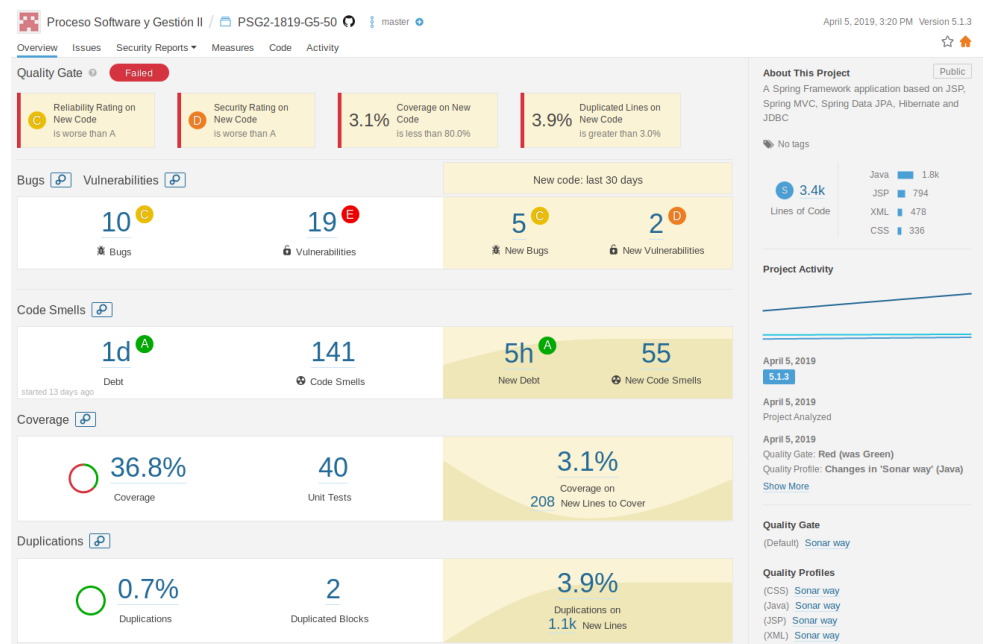 Proceso Software y Gestión II / PSG2-1819-G5-50 master
April 5, 2019, 3:20 PM Version 5.1.3
Overview Issues Security Reports Measures Code Activity
Quality Gate ? Failed
C Reliability Rating on New Code is worse than A
D Security Rating on New Code is worse than A
3.1% Coverage on New Code is less than 80.0%
3.9% Duplicated Lines on New Code is greater than 3.0%
Bugs Vulnerabilities
New code: last 30 days
10 C
Bugs
19 E
Vulnerabilities
5 C
New Bugs
2 D
New Vulnerabilities
Code Smells
1d A
Debt
started 13 days ago
141
Code Smells
5h A
New Debt
55
New Code Smells
Coverage
36.8%
Coverage
40
Unit Tests
3.1%
Coverage on
208 New Lines to Cover
Duplications
0.7%
Duplications
2
Duplicated Blocks
3.9%
Duplications on
1.1k New Lines
About This Project Public
A Spring Framework application based on JSP,
Spring MVC, Spring Data JPA, Hibernate and
JDBC
No tags
S 3.4k
Lines of Code
Java 1.8k
JSP 794
XML 478
CSS 336
Project Activity
April 5, 2019
5.1.3
April 5, 2019
Project Analyzed
April 5, 2019
Quality Gate: Red (was Green)
Quality Profile: Changes in 'Sonar way' (Java)
Show More
Quality Gate
(Default) Sonar way
Quality Profiles
(CSS) Sonar way
(Java) Sonar way
(JSP) Sonar way
(XML) Sonar way